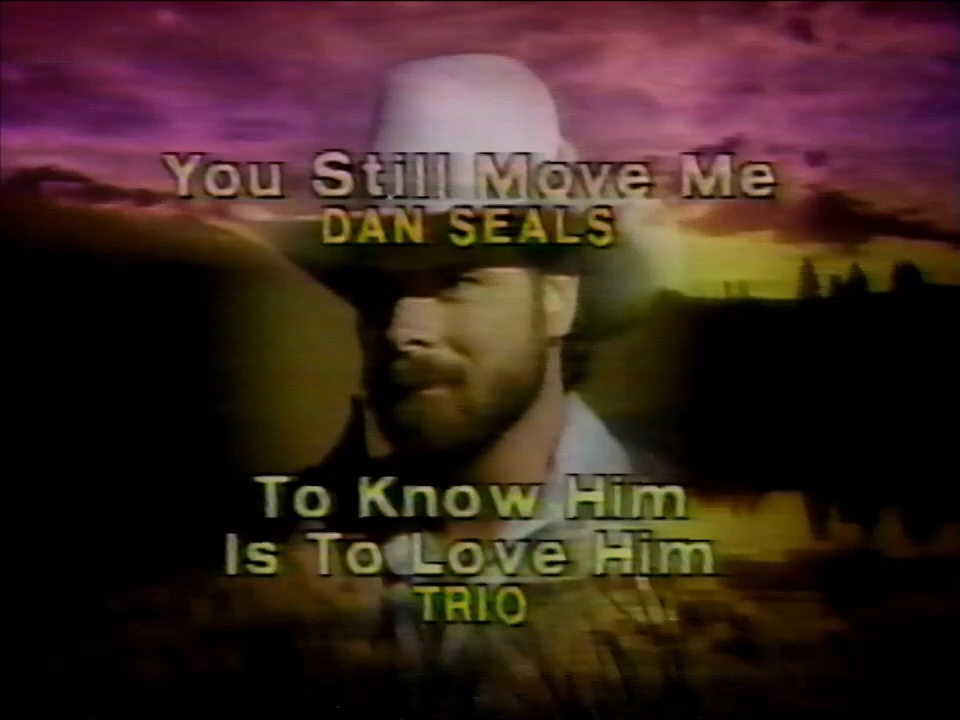 You Still Move Me
DAN SEALS
To Know Him
Is To Love Him
TRIO